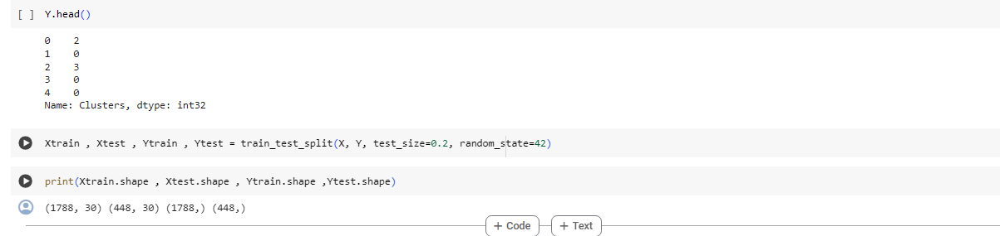 [ ] Y.head()
0 2
1 0
2 3
3 0
4 0
Name: Clusters, dtype: int32
Xtrain , Xtest , Ytrain , Ytest = train_test_split(X, Y, test_size=0.2, random_state=42)
print(Xtrain.shape , Xtest.shape , Ytrain.shape ,Ytest.shape)
(1788, 30) (448, 30) (1788,) (448,)
+ Code + Text